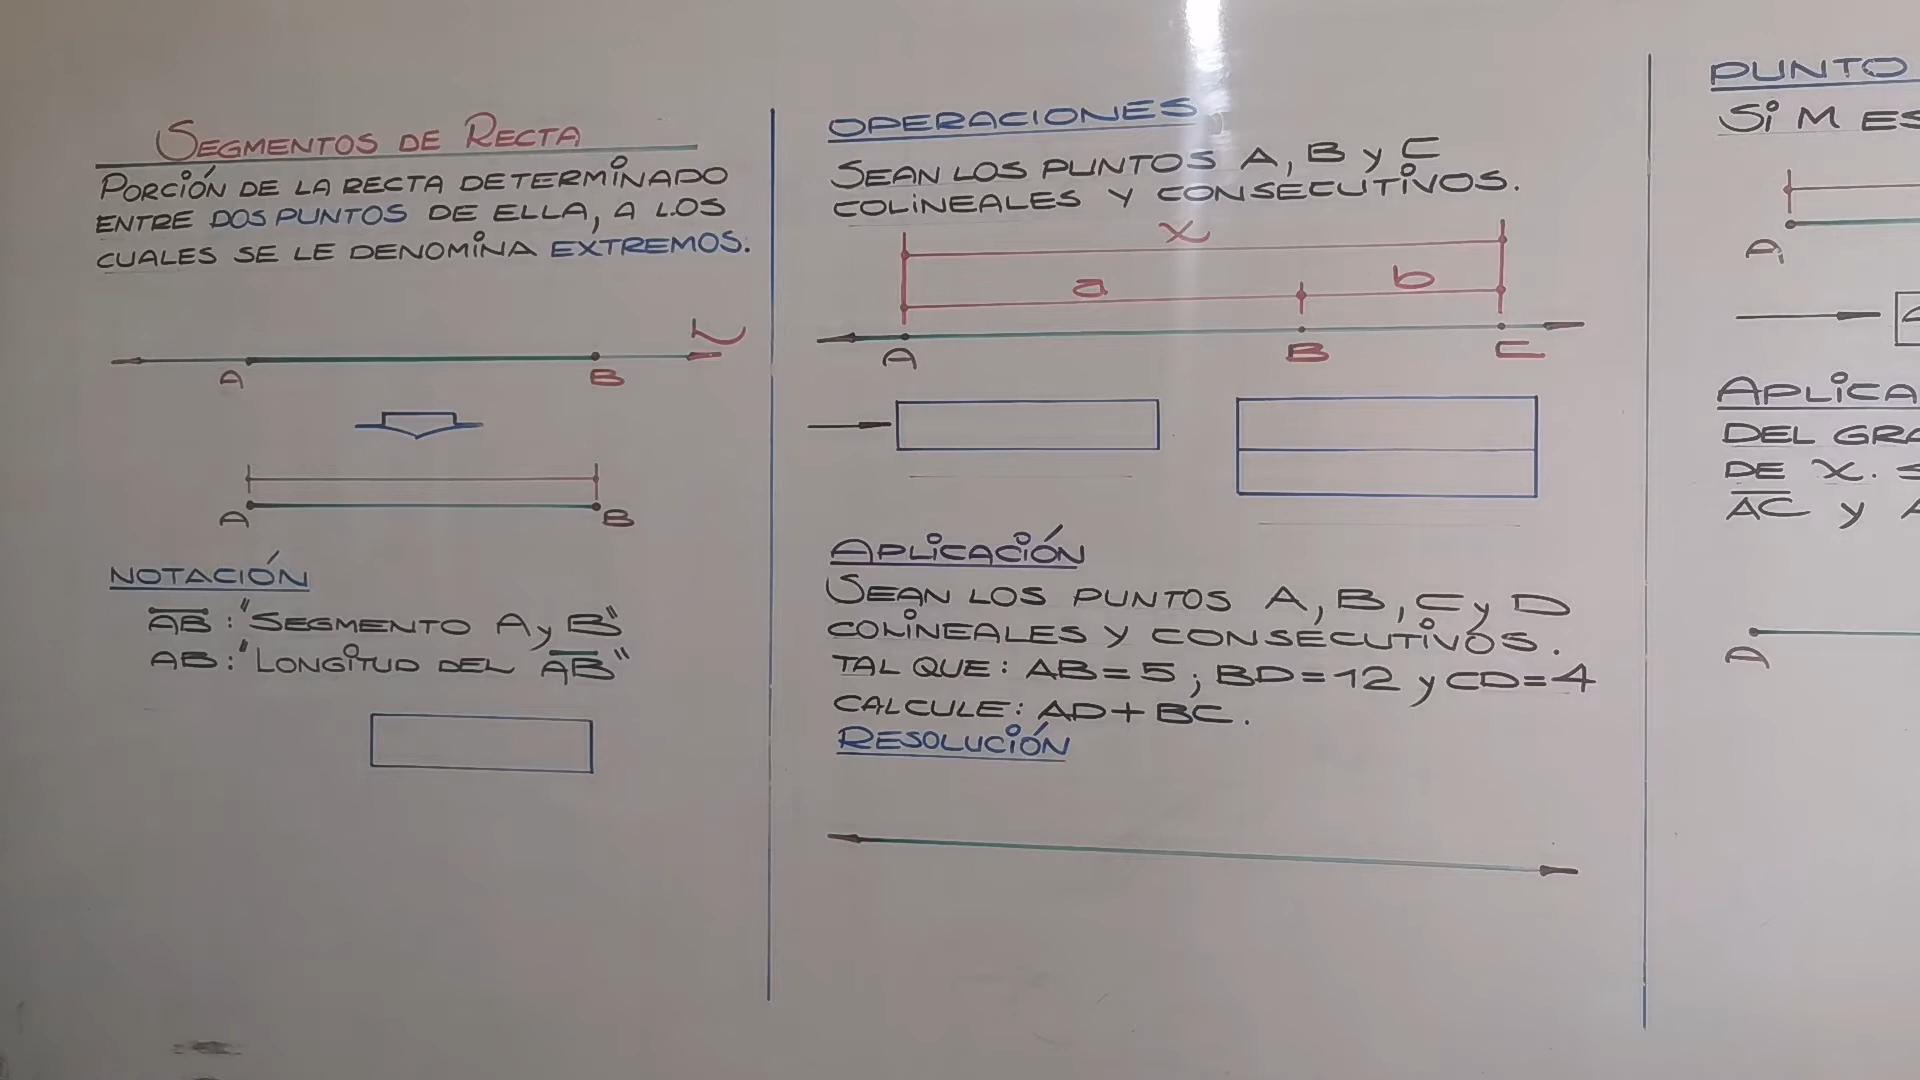 SEGMENTOS DE RECTA
PORCIÓN DE LA RECTA DETERMINADO
ENTRE DOS PUNTOS DE ELLA, A LOS
CUALES SE LE DENOMINA EXTREMOS.
L
A B
A B
NOTACIÓN
AB: "SEGMENTO A y B"
AB: "LONGITUD DEL AB"
OPERACIONES
SEAN LOS PUNTOS A, B y C
COLINEALES Y CONSECUTIVOS.
x
a b
A B C
APLICACIÓN
SEAN LOS PUNTOS A, B, C y D
COLINEALES Y CONSECUTIVOS.
TAL QUE: AB=5; BD=12 y CD=4
CALCULE: AD+BC.
RESOLUCIÓN
PUNTO
Si M ES
A
APLICA
DEL GRA
DE X. S
AC y A
A